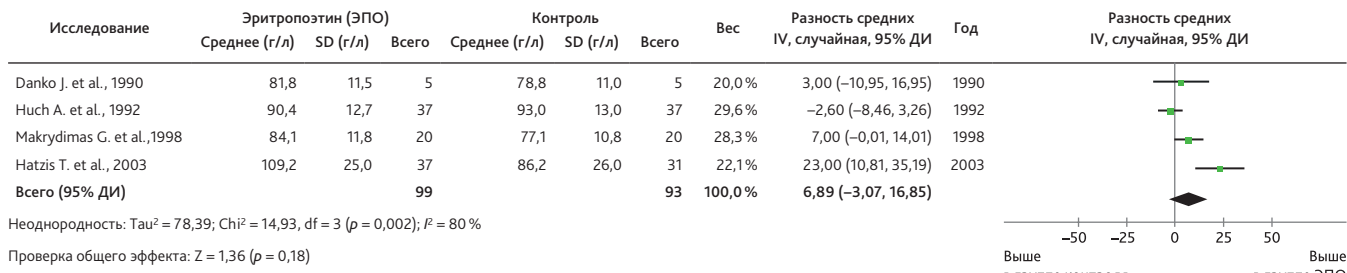 Исследование Эритропоэтин (ЭПО) Контроль Вес Разность средних IV, случайная, 95% ДИ Год Разность средних IV, случайная, 95% ДИ
Среднее (г/л) SD (г/л) Всего Среднее (г/л) SD (г/л) Всего
Danko J. et al., 1990 81,8 11,5 5 78,8 11,0 5 20,0 % 3,00 (−10,95, 16,95) 1990
Huch A. et al., 1992 90,4 12,7 37 93,0 13,0 37 29,6 % −2,60 (−8,46, 3,26) 1992
Makrydimas G. et al.,1998 84,1 11,8 20 77,1 10,8 20 28,3 % 7,00 (−0,01, 14,01) 1998
Hatzis T. et al., 2003 109,2 25,0 37 86,2 26,0 31 22,1 % 23,00 (10,81, 35,19) 2003
Всего (95% ДИ) 99 93 100,0 % 6,89 (−3,07, 16,85)
Неоднородность: Tau² = 78,39; Chi² = 14,93, df = 3 (p = 0,002); I² = 80 %
Проверка общего эффекта: Z = 1,36 (p = 0,18)
−50 −25 0 25 50
Выше Выше